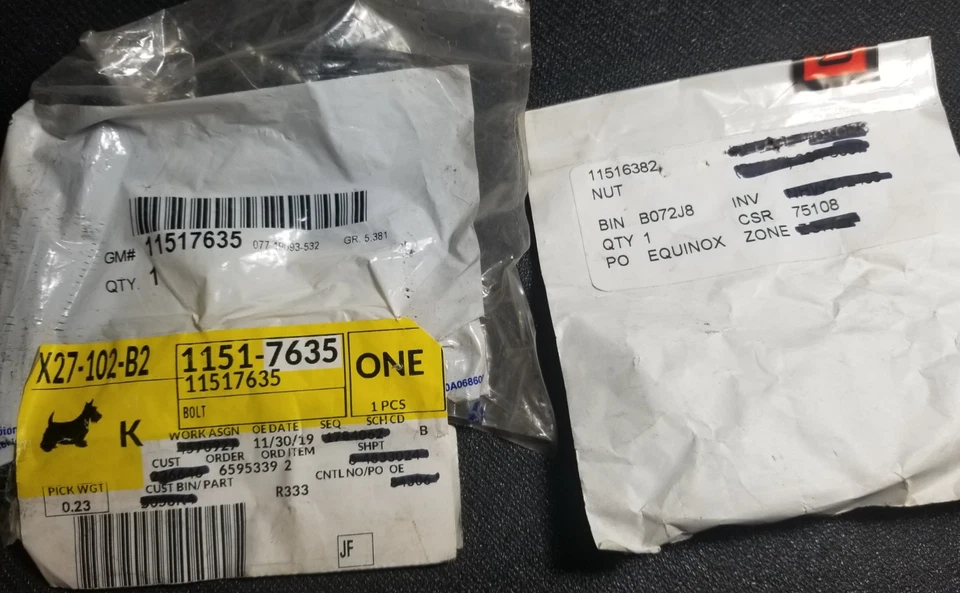 GM# 11517635 077 19093-532 GR. 5.381
QTY. 1
X27-102-B2
1151-7635
11517635
BOLT
ONE
1 PCS
K
WORK ASGN OE DATE SEQ SCH CD
11/30/19 B
CUST ORDER ORD ITEM SHPT
6595339 2
CUST BIN/ PART CNTL NO/PO OE
R333
PICK WGT
0.23
JF
0A0686
11516382
NUT
BIN B072J8 INV
QTY 1 CSR 75108
PO EQUINOX ZONE